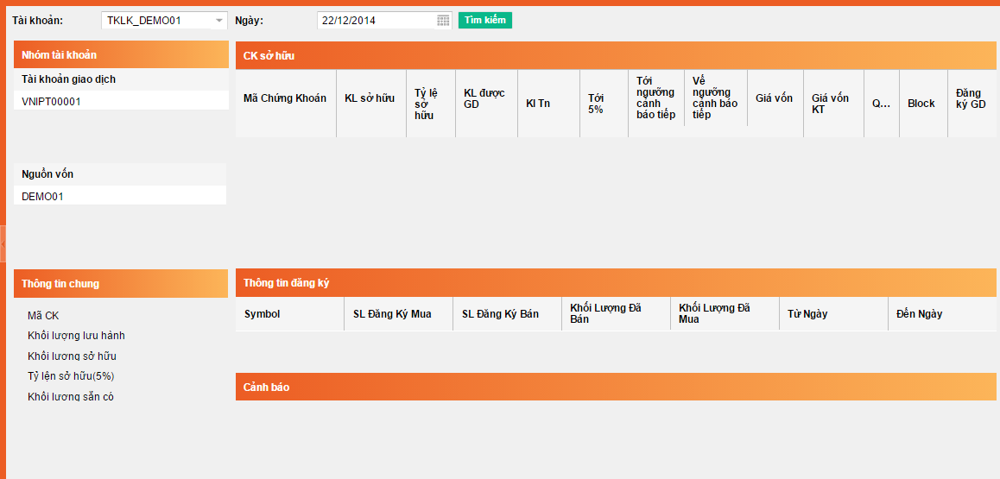 Tài khoản: TKLK_DEMO01 Ngày: 22/12/2014 Tìm kiếm
Nhóm tài khoản
Tài khoản giao dịch
VNIPT00001
Nguồn vốn
DEMO01
CK sở hữu
Mã Chứng Khoán
KL sở hữu
Tỷ lệ
sở
hữu
KL được
GD
Kl Tn
Tới
5%
Tới
ngưỡng
cảnh
báo tiếp
Về
ngưỡng
cảnh báo
tiếp
Giá vốn
Giá vốn
KT
Q...
Block
Đăng
ký GD
Thông tin chung
Mã CK
Khối lượng lưu hành
Khối lượng sở hữu
Tỷ lện sở hữu(5%)
Khối lượng sẵn có
Thông tin đăng ký
Symbol
SL Đăng Ký Mua
SL Đăng Ký Bán
Khối Lượng Đã
Bán
Khối Lượng Đã
Mua
Từ Ngày
Đến Ngày
Cảnh báo